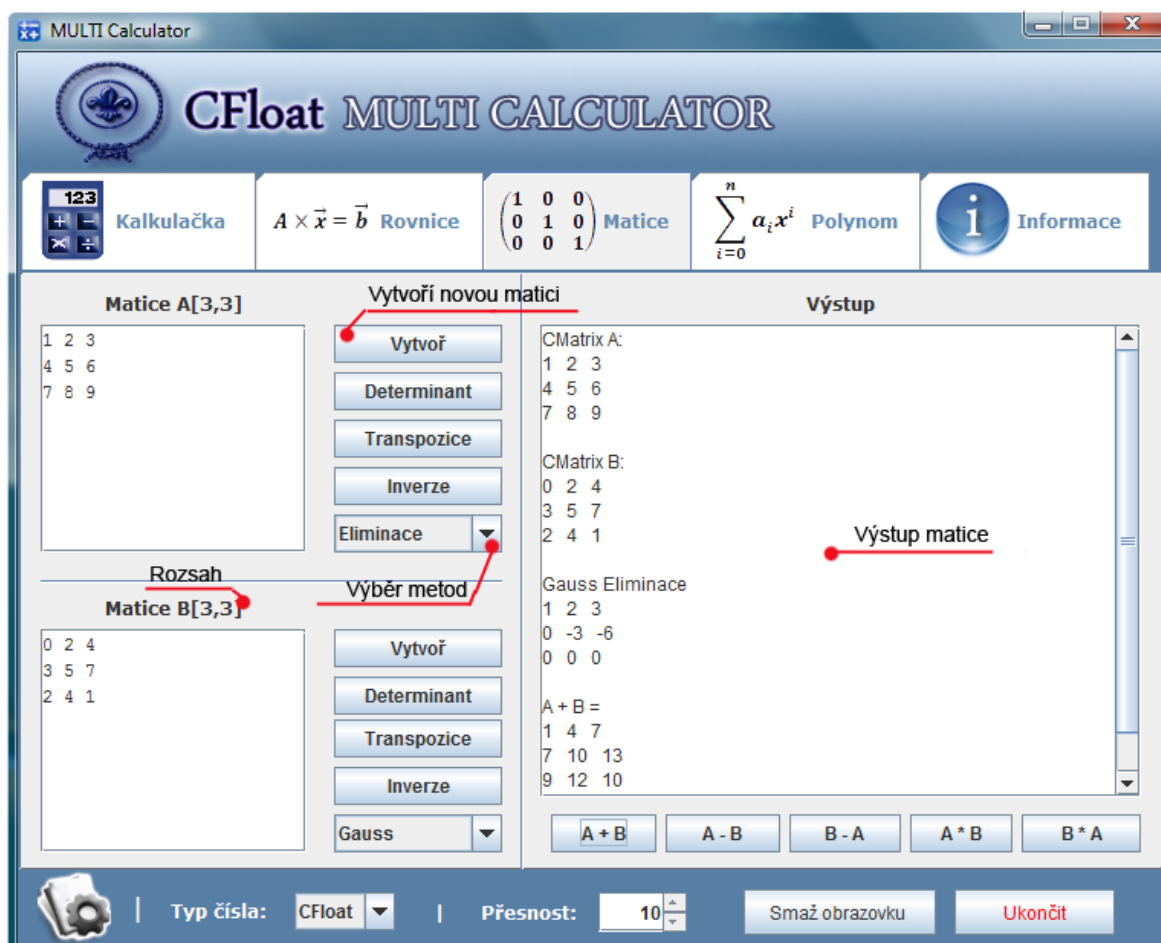 MULTI Calculator
CFloat MULTI CALCULATOR
123
Kalkulačka
A × x⃗ = b⃗ Rovnice
1 0 0
0 1 0
0 0 1
Matice
n
∑ aᵢxⁱ
i=0
Polynom
i
Informace
Matice A[3,3]
1 2 3
4 5 6
7 8 9
Vytvoří novou matici
Vytvoř
Determinant
Transpozice
Inverze
Eliminace
Rozsah
Výběr metod
Matice B[3,3]
0 2 4
3 5 7
2 4 1
Vytvoř
Determinant
Transpozice
Inverze
Gauss
Výstup
CMatrix A:
1 2 3
4 5 6
7 8 9
CMatrix B:
0 2 4
3 5 7
2 4 1
Výstup matice
Gauss Eliminace
1 2 3
0 -3 -6
0 0 0
A + B =
1 4 7
7 10 13
9 12 10
A + B
A - B
B - A
A * B
B * A
| Typ čísla: CFloat | Přesnost: 10 Smaž obrazovku Ukončit